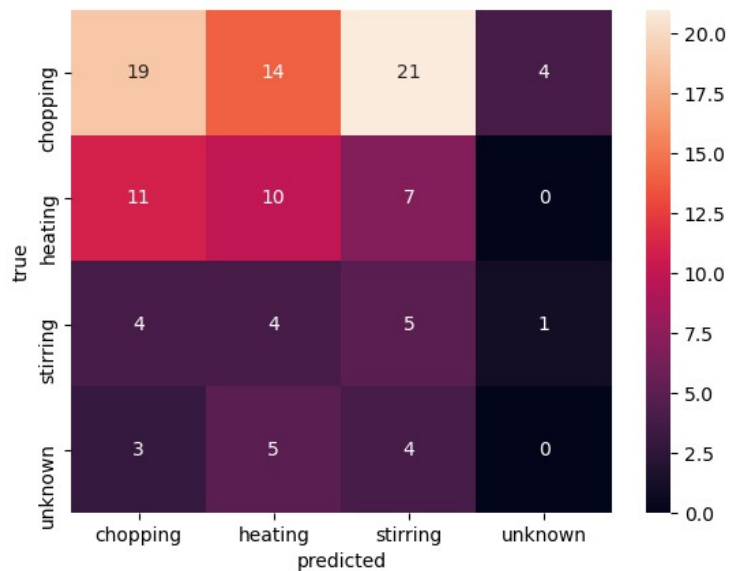 chopping
19 14 21 4
heating
11 10 7 0
stirring
4 4 5 1
unknown
3 5 4 0
true
chopping heating stirring unknown
predicted
20.0
17.5
15.0
12.5
10.0
7.5
5.0
2.5
0.0